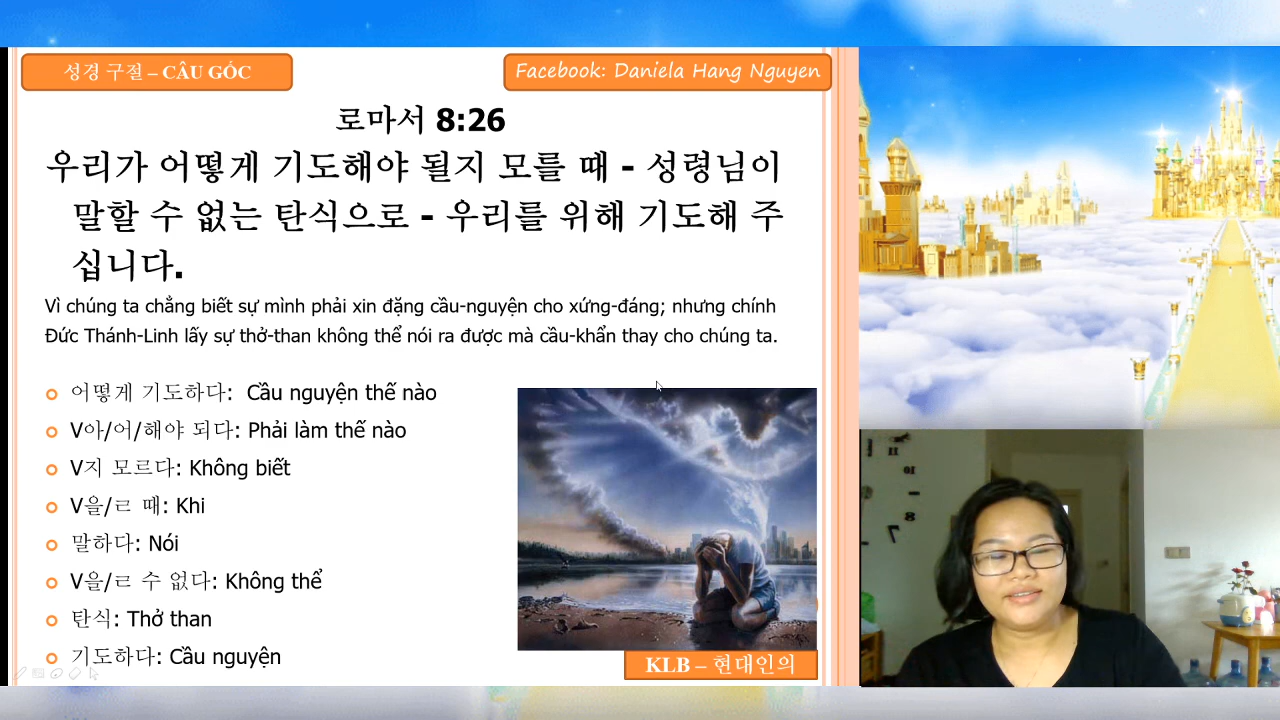 성경 구절 – CÂU GỐC
Facebook: Daniela Hang Nguyen
로마서 8:26
우리가 어떻게 기도해야 될지 모를 때 - 성령님이
말할 수 없는 탄식으로 - 우리를 위해 기도해 주
십니다.
Vì chúng ta chẳng biết sự mình phải xin đặng cầu-nguyện cho xứng-đáng; nhưng chính
Đức Thánh-Linh lấy sự thở-than không thể nói ra được mà cầu-khẩn thay cho chúng ta.
어떻게 기도하다: Cầu nguyện thế nào
V아/어/해야 되다: Phải làm thế nào
V지 모르다: Không biết
V을/ㄹ 때: Khi
말하다: Nói
V을/ㄹ 수 없다: Không thể
탄식: Thở than
기도하다: Cầu nguyện
KLB – 현대인의
11
10
8
7